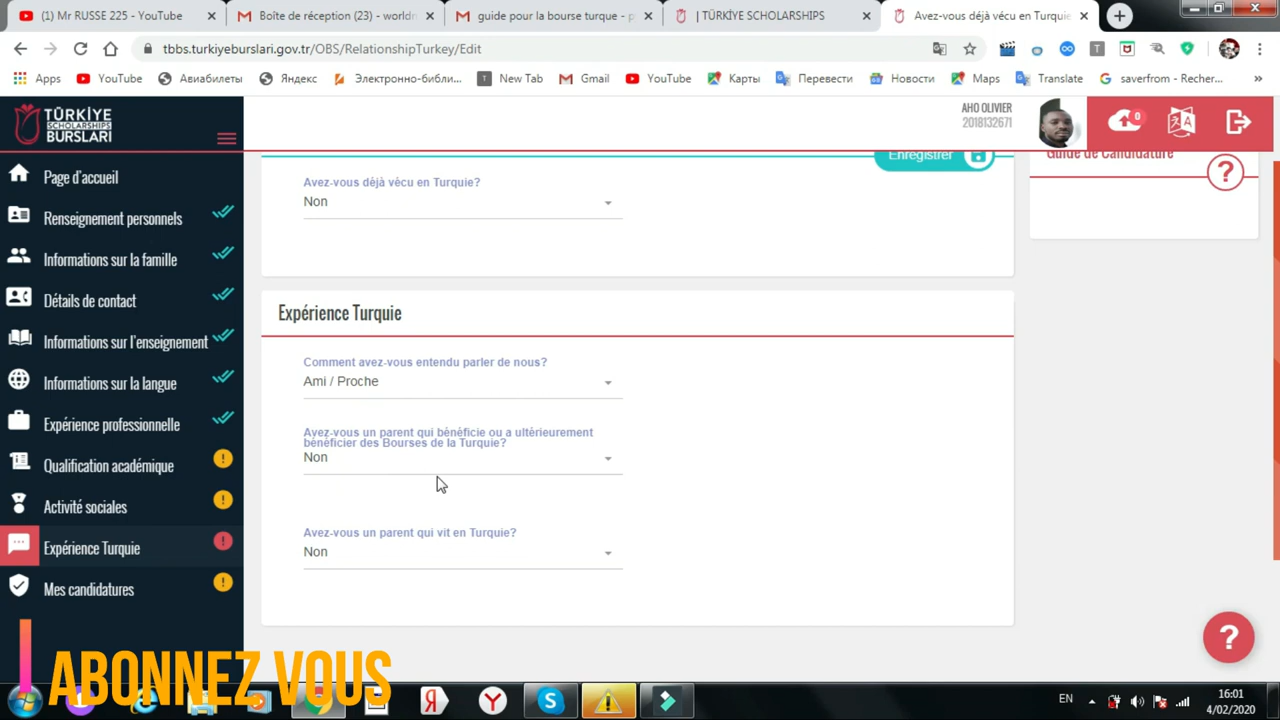 (1) Mr RUSSE 225 - YouTube
Boîte de réception (23) - worldn
guide pour la bourse turque - p
| TÜRKİYE SCHOLARSHIPS
Avez-vous déjà vécu en Turquie
tbbs.turkiyeburslari.gov.tr/OBS/RelationshipTurkey/Edit
Apps
YouTube
Авиабилеты
Яндекс
Электронно-библи...
New Tab
Gmail
YouTube
Карты
Перевести
Новости
Maps
Translate
saverfrom - Recher...
»
TÜRKİYE
SCHOLARSHIPS
BURSLARI
AHO OLIVIER
2018132671
0
Page d'accueil
Renseignement personnels
Informations sur la famille
Détails de contact
Informations sur l'enseignement
Informations sur la langue
Expérience professionnelle
Qualification académique
Activité sociales
Expérience Turquie
Mes candidatures
Enregistrer
Avez-vous déjà vécu en Turquie?
Non
Expérience Turquie
Comment avez-vous entendu parler de nous?
Ami / Proche
Avez-vous un parent qui bénéficie ou a ultérieurement
bénéficier des Bourses de la Turquie?
Non
Avez-vous un parent qui vit en Turquie?
Non
Guide de Candidature
?
?
ABONNEZ VOUS
EN
16:01
4/02/2020